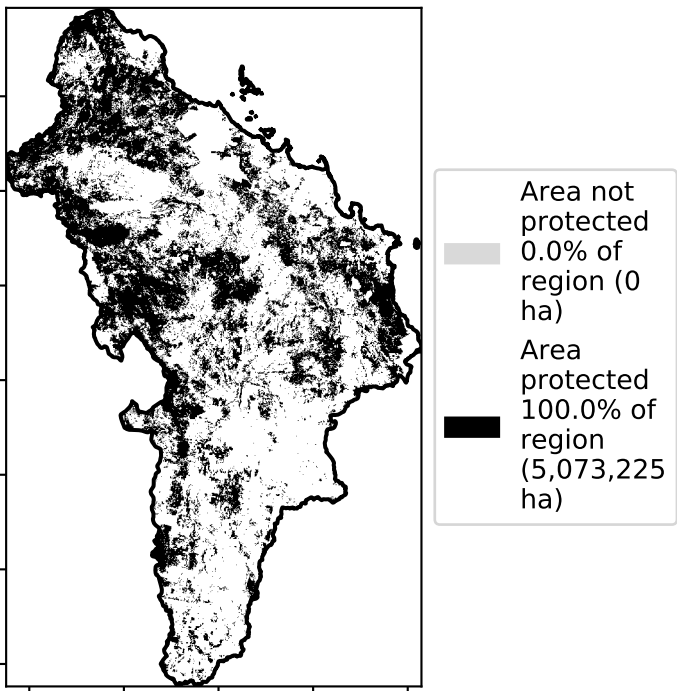 Area not
protected
0.0% of
region (0
ha)
Area
protected
100.0% of
region
(5,073,225
ha)